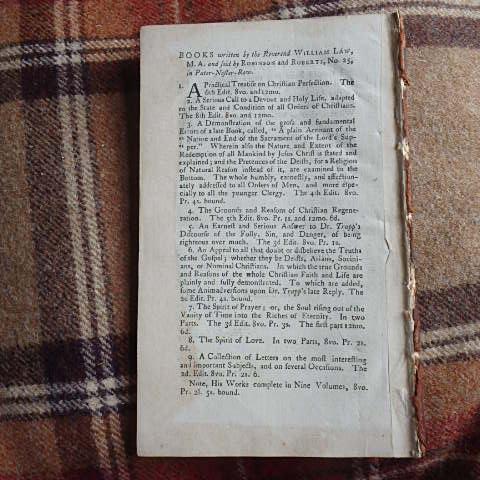 BOOKS written by the Reverend WILLIAM LAW,
M. A. and sold by ROBINSON and ROBERTS, No. 25,
in Pater-Noster-Row.
1. A Practical Treatise on Christian Perfection. The
6th Edit. 8vo. and 12mo.
2. A Serious Call to a Devout and Holy Life, adapted
to the State and Condition of all Orders of Christians.
The 8th Edit. 8vo and 12mo.
3. A Demonstration of the gross and fundamental
Errors of a late Book, called, “A plain Account of the
“Nature and End of the Sacrament of the Lord's Sup-
“per.” Wherein also the Nature and Extent of the
Redemption of all Mankind by Jesus Christ is stated and
explained; and the Pretences of the Deists, for a Religion
of Natural Reason instead of it, are examined to the
Bottom. The whole humbly, earnestly, and affection-
ately addressed to all Orders of Men, and more espe-
cially to all the younger Clergy. The 4th Edit. 8vo.
Pr. 4s. bound.
4. The Grounds and Reasons of Christian Regene-
ration. The 5th Edit. 8vo. Pr. 1s. and 12mo. 6d.
5. An Earnest and Serious Answer to Dr. Trapp's
Discourse of the Folly, Sin, and Danger, of being
righteous over much. The 3d Edit. 8vo. Pr. 1s.
6. An Appeal to all that doubt or disbelieve the Truths
of the Gospel; whether they be Deists, Arians, Socini-
ans, or Nominal Christians. In which the true Grounds
and Reasons of the whole Christian Faith and Life are
plainly and fully demonstrated. To which are added,
some Animadversions upon Dr. Trapp's late Reply. The
Edit. Pr. 4s. bound.
7. The Spirit of Prayer; or, the Soul rising out of the
Vanity of Time into the Riches of Eternity. In two
Parts. The Edit. 8vo. Pr. 3s. The first part 12mo.
6d.
8. The Spirit of Love. In two Parts, 8vo. Pr. 2s.
6d.
9. A Collection of Letters on the most interesting
and important Subjects, and on several Occasions. The
2d. Edit. 8vo. Pr. 2s. 6.
Note, His Works complete in Nine Volumes, 8vo.
Pr. 2l. 5s. bound.